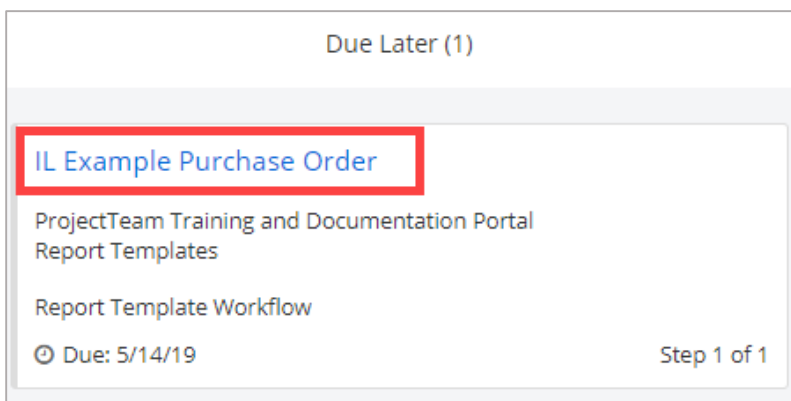 Due Later (1)
IL Example Purchase Order
ProjectTeam Training and Documentation Portal
Report Templates
Report Template Workflow
Due: 5/14/19 Step 1 of 1